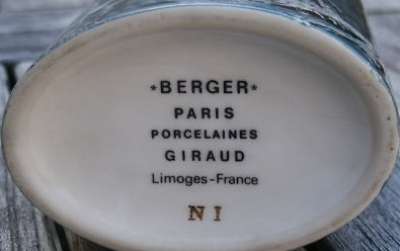 *BERGER*
PARIS
PORCELAINES
GIRAUD
Limoges-France
N I